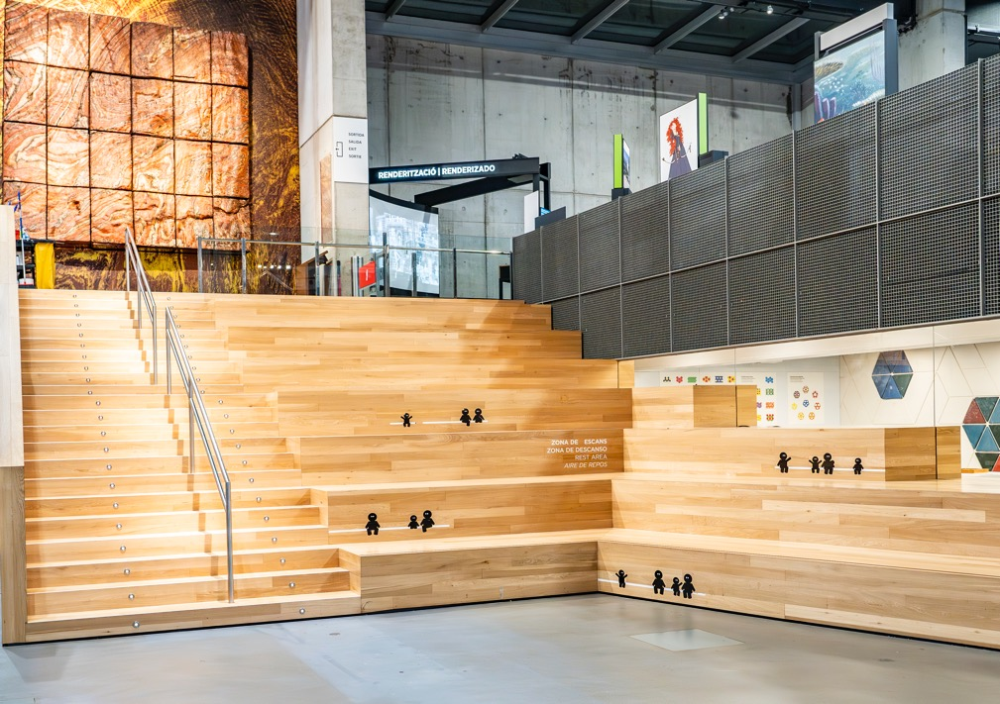 SORTIDA
SALIDA
EXIT
SORTIE
RENDERITZACIÓ | RENDERIZADO
ZONA DE ESCANS
ZONA DE DESCANSO
REST AREA
AIRE DE REPOS